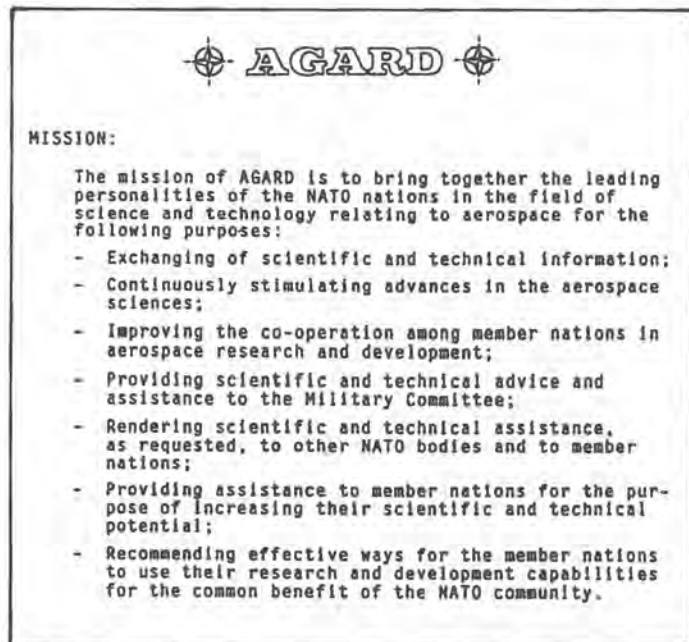 AGARD
MISSION:
The mission of AGARD is to bring together the leading
personalities of the NATO nations in the field of
science and technology relating to aerospace for the
following purposes:
- Exchanging of scientific and technical information;
- Continuously stimulating advances in the aerospace
sciences;
- Improving the co-operation among member nations in
aerospace research and development;
- Providing scientific and technical advice and
assistance to the Military Committee;
- Rendering scientific and technical assistance,
as requested, to other NATO bodies and to member
nations;
- Providing assistance to member nations for the pur-
pose of increasing their scientific and technical
potential;
- Recommending effective ways for the member nations
to use their research and development capabilities
for the common benefit of the NATO community.